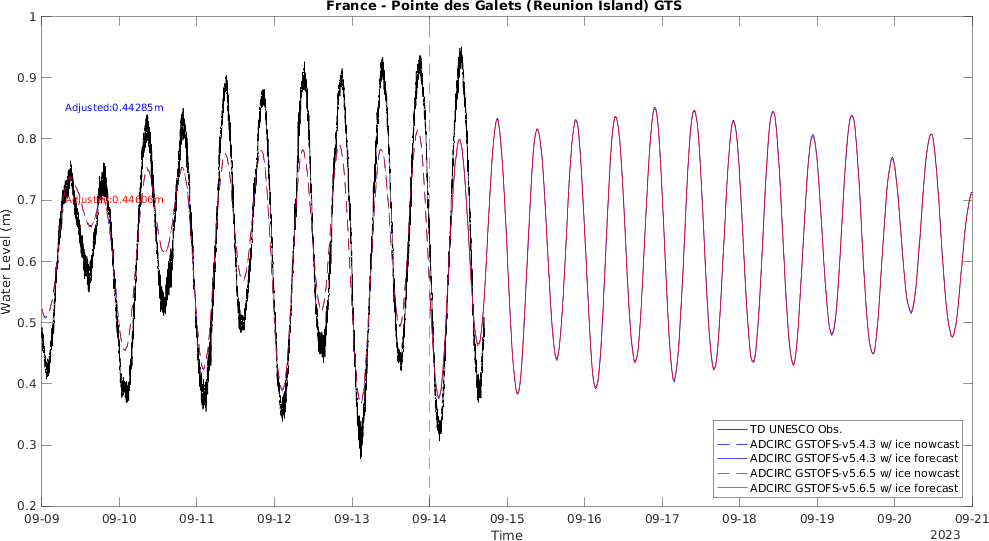 France - Pointe des Galets (Reunion Island) GTS
1
0.9
0.8
0.7
0.6
0.5
0.4
0.3
0.2
Water Level (m)
Adjusted:0.44285m
Adjusted:0.44606m
TD UNESCO Obs.
ADCIRC GSTOFS-v5.4.3 w/ ice nowcast
ADCIRC GSTOFS-v5.4.3 w/ ice forecast
ADCIRC GSTOFS-v5.6.5 w/ ice nowcast
ADCIRC GSTOFS-v5.6.5 w/ ice forecast
09-09 09-10 09-11 09-12 09-13 09-14 09-15 09-16 09-17 09-18 09-19 09-20 09-21
Time
2023